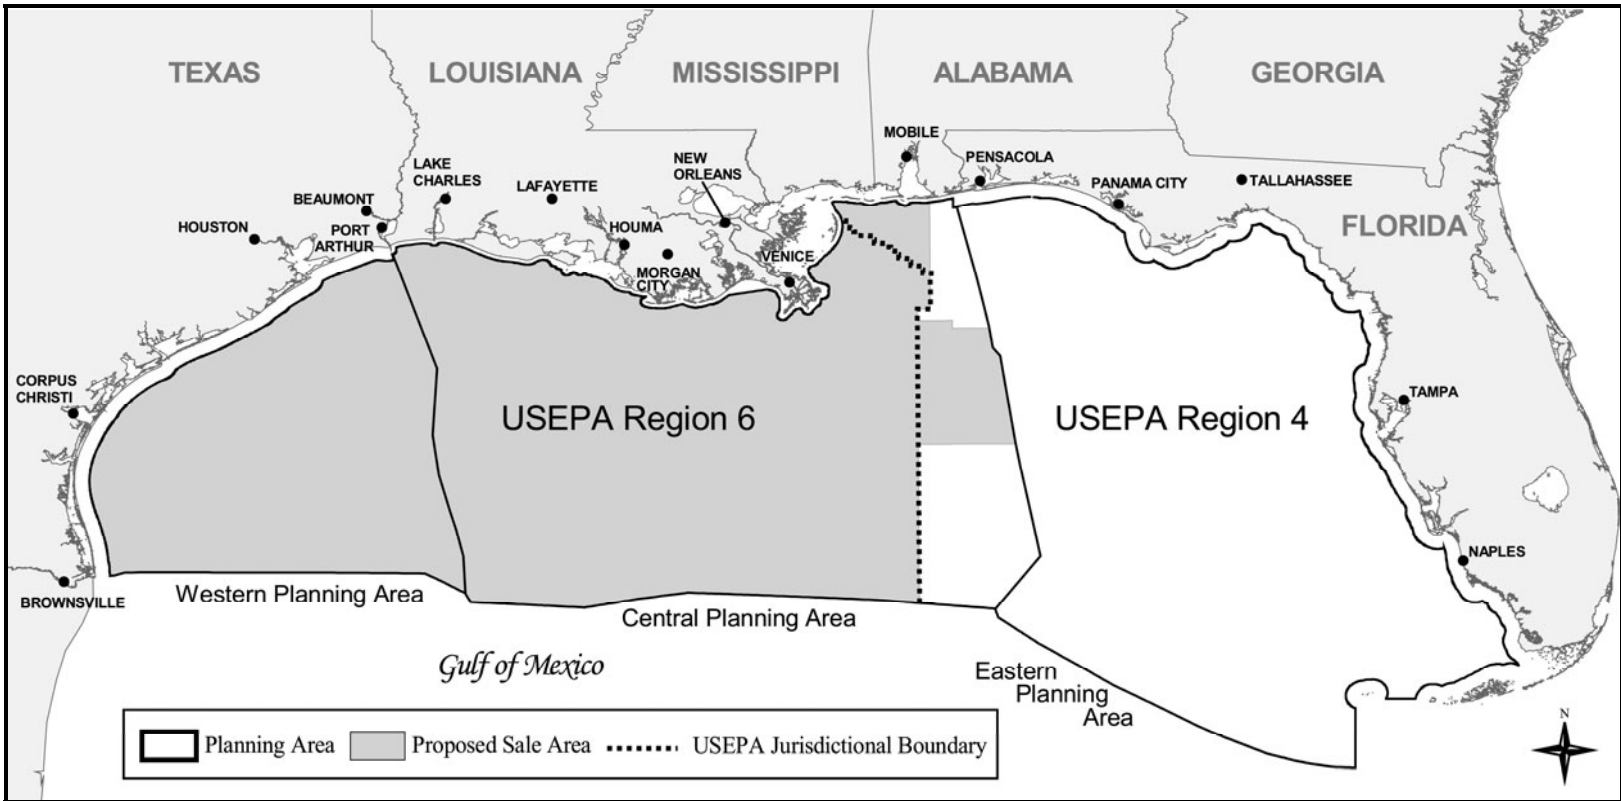 TEXAS
LOUISIANA
MISSISSIPPI
ALABAMA
GEORGIA
MOBILE
NEW
ORLEANS
PENSACOLA
LAKE
CHARLES
LAFAYETTE
PANAMA CITY
TALLAHASSEE
BEAUMONT
HOUSTON
PORT
ARTHUR
HOUMA
FLORIDA
VENICE
MORGAN
CITY
CORPUS
CHRISTI
TAMPA
USEPA Region 6
USEPA Region 4
NAPLES
BROWNSVILLE
Western Planning Area
Central Planning Area
Gulf of Mexico
Eastern
Planning
Area
N
Planning Area
Proposed Sale Area
USEPA Jurisdictional Boundary